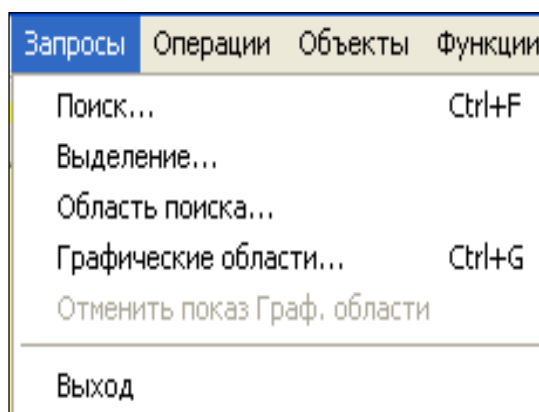 Запросы Операции Объекты Функции
Поиск... Ctrl+F
Выделение...
Область поиска...
Графические области... Ctrl+G
Отменить показ Граф. области
Выход